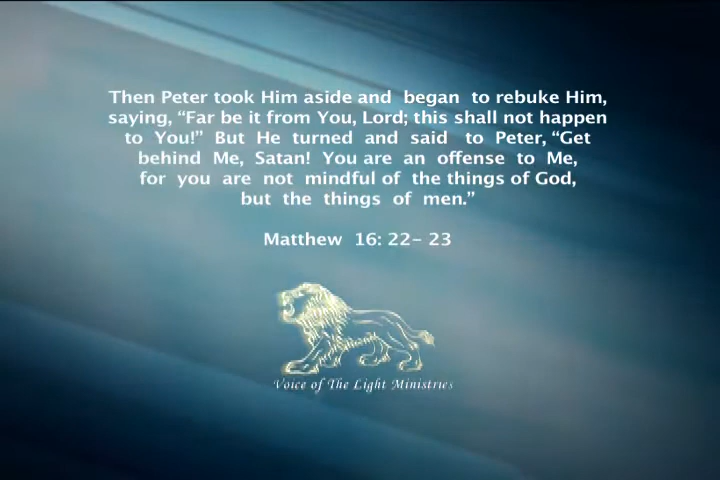 Then Peter took Him aside and began to rebuke Him,
saying, “Far be it from You, Lord; this shall not happen
to You!” But He turned and said to Peter, “Get
behind Me, Satan! You are an offense to Me,
for you are not mindful of the things of God,
but the things of men.”
Matthew 16: 22- 23
Voice of The Light Ministries